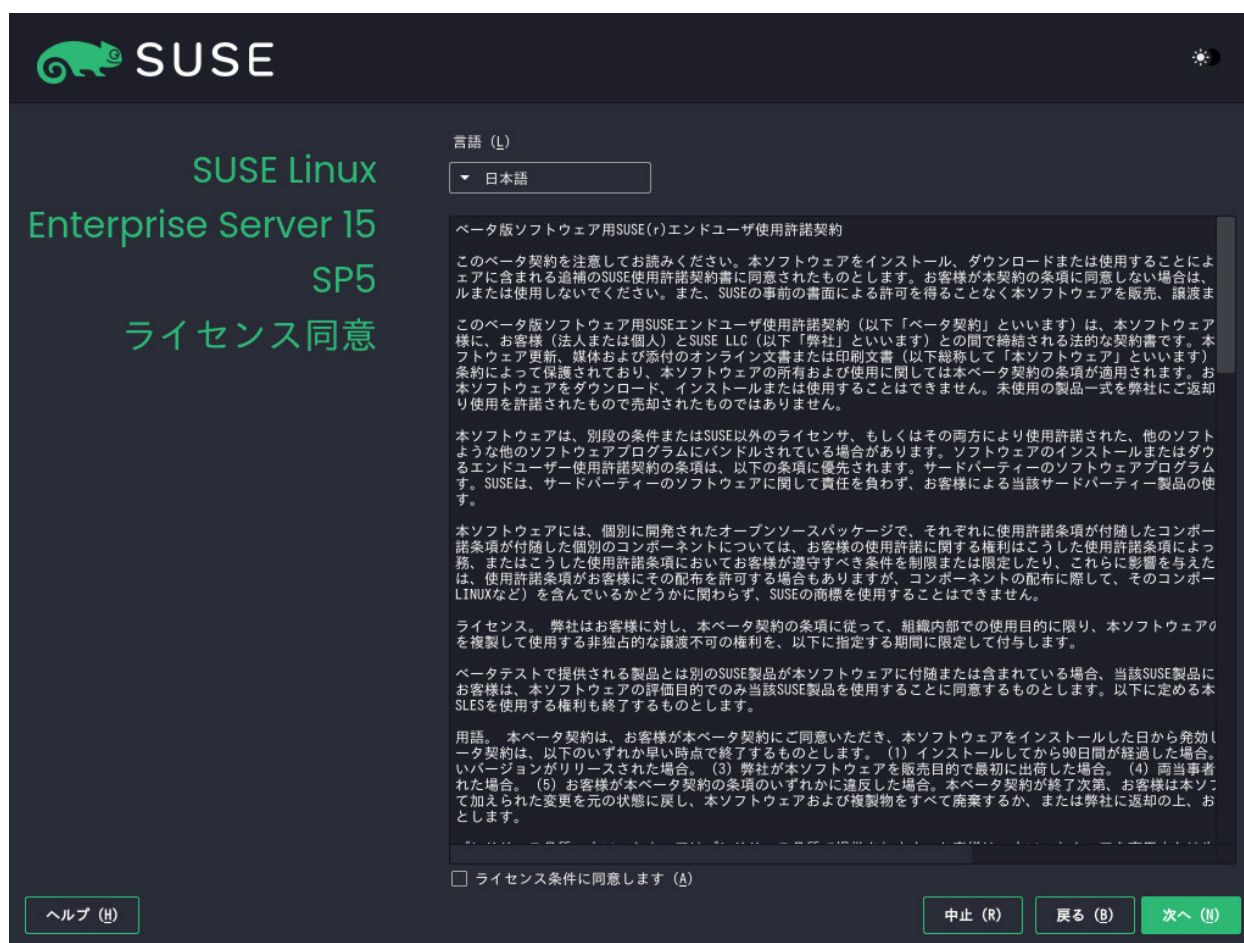 SUSE
SUSE Linux
Enterprise Server 15
SP5
ライセンス同意
言語 (L)
日本語
ベータ版ソフトウェア用SUSE(r)エンドユーザ使用許諾契約
このベータ契約を注意してお読みください。本ソフトウェアをインストール、ダウンロードまたは使用することによ
ェアに含まれる追補のSUSE使用許諾契約書に同意されたものとします。お客様が本契約の条項に同意しない場合は、
ルまたは使用しないでください。また、SUSEの事前の書面による許可を得ることなく本ソフトウェアを販売、譲渡ま
このベータ版ソフトウェア用SUSEエンドユーザ使用許諾契約 (以下「ベータ契約」といいます) は、本ソフトウェア
様に、お客様 (法人または個人) とSUSE LLC (以下「弊社」といいます) との間で締結される法的な契約書です。本
フトウェア更新、媒体および添付のオンライン文書または印刷文書 (以下総称して「本ソフトウェア」といいます)
条約によって保護されており、本ソフトウェアの所有および使用に関しては本ベータ契約の条項が適用されます。お
本ソフトウェアをダウンロード、インストールまたは使用することはできません。未使用の製品一式を弊社にご返却
り使用を許諾されたもので売却されたものではありません。
本ソフトウェアは、別段の条件またはSUSE以外のライセンサ、もしくはその両方により使用許諾された、他のソフト
ような他のソフトウェアプログラムにバンドルされている場合があります。ソフトウェアのインストールまたはダウ
るエンドユーザー使用許諾契約の条項は、以下の条項に優先されます。サードパーティーのソフトウェアプログラム
す。SUSEは、サードパーティーのソフトウェアに関して責任を負わず、お客様による当該サードパーティー製品の使
す。
本ソフトウェアには、個別に開発されたオープンソースパッケージで、それぞれに使用許諾条項が付随したコンポー
諾条項が付随した個別のコンポーネントについては、お客様の使用許諾に関する権利はこうした使用許諾条項によっ
務、またはこうした使用許諾条項においてお客様が遵守すべき条件を制限または限定したり、これらに影響を与えた
は、使用許諾条項がお客様にその配布を許可する場合もありますが、コンポーネントの配布に際して、そのコンポー
LINUXなど) を含んでいるかどうかに関わらず、SUSEの商標を使用することはできません。
ライセンス。 弊社はお客様に対し、本ベータ契約の条項に従って、組織内部での使用目的に限り、本ソフトウェアの
を複製して使用する非独占的な譲渡不可の権利を、以下に指定する期間に限定して付与します。
ベータテストで提供される製品とは別のSUSE製品が本ソフトウェアに付随または含まれている場合、当該SUSE製品に
お客様は、本ソフトウェアの評価目的でのみ当該SUSE製品を使用することに同意するものとします。以下に定める本
SLESを使用する権利も終了するものとします。
用語。 本ベータ契約は、お客様が本ベータ契約にご同意いただき、本ソフトウェアをインストールした日から発効し
ータ契約は、以下のいずれか早い時点で終了するものとします。 (1) インストールしてから90日間が経過した場合。
いバージョンがリリースされた場合。 (3) 弊社が本ソフトウェアを販売目的で最初に出荷した場合。 (4) 両当事者
れた場合。 (5) お客様が本ベータ契約の条項のいずれかに違反した場合。本ベータ契約が終了次第、お客様は本ソフ
て加えられた変更を元の状態に戻し、本ソフトウェアおよび複製物をすべて廃棄するか、または弊社に返却の上、お
とします。
ライセンス条件に同意します (A)
ヘルプ (H)
中止 (R)
戻る (B)
次へ (N)